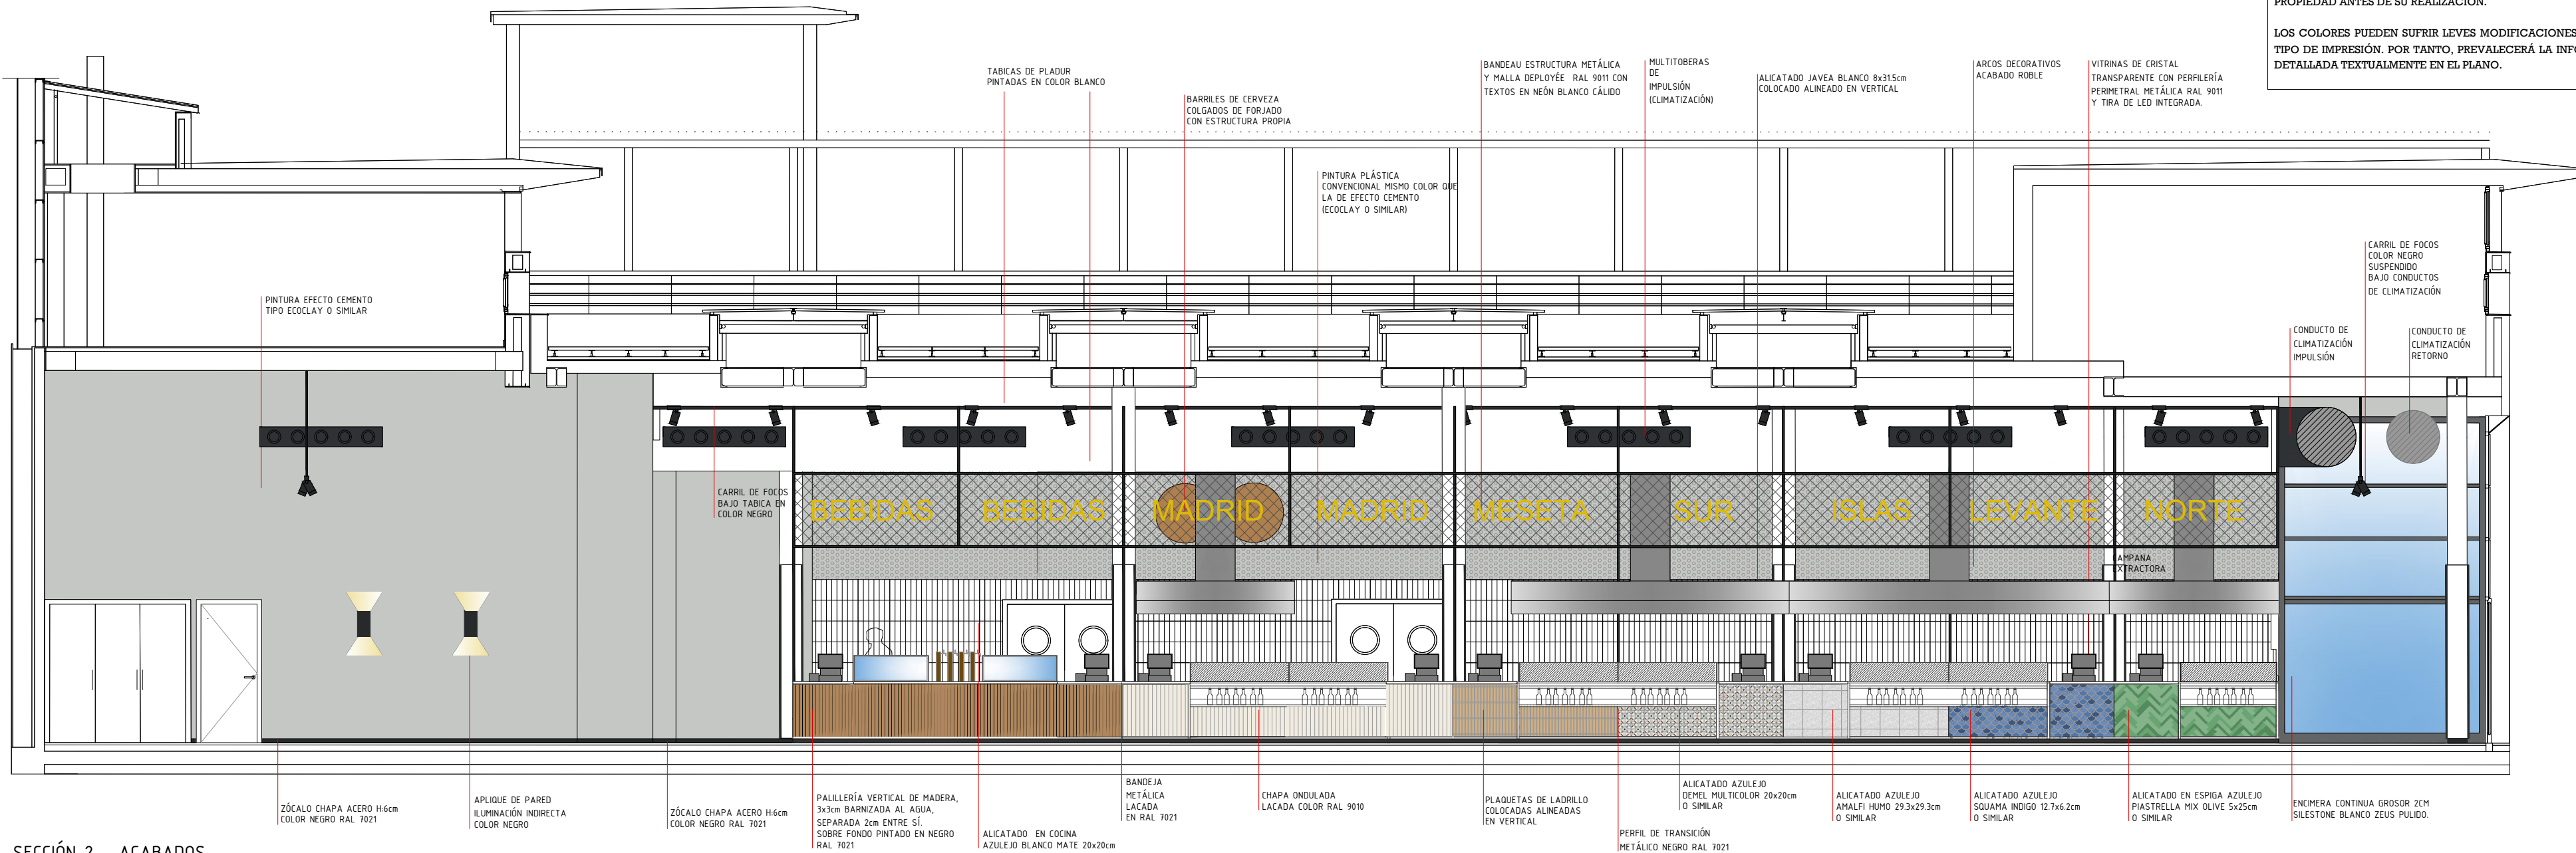 PROPIEDAD ANTES DE SU REALIZACIÓN.
LOS COLORES PUEDEN SUFRIR LEVES MODIFICACIONES
TIPO DE IMPRESIÓN. POR TANTO, PREVALECERÁ LA
DETALLADA TEXTUALMENTE EN EL PLANO.
TABICAS DE PLADUR
PINTADAS EN COLOR BLANCO
BARRILES DE CERVEZA
COLGADOS DE FORJADO
CON ESTRUCTURA PROPIA
BANDEAU ESTRUCTURA METÁLICA
Y MALLA DEPLOYÉE RAL 9011 CON
TEXTOS EN NEÓN BLANCO CÁLIDO
MULTITOBERAS
DE
IMPULSIÓN
(CLIMATIZACIÓN)
ALICATADO JAVEA BLANCO 8x31.5cm
COLOCADO ALINEADO EN VERTICAL
ARCOS DECORATIVOS
ACABADO ROBLE
VITRINAS DE CRISTAL
TRANSPARENTE CON PERFILERÍA
PERIMETRAL METÁLICA RAL 9011
Y TIRA DE LED INTEGRADA.
PINTURA PLÁSTICA
CONVENCIONAL MISMO COLOR QUE
LA DE EFECTO CEMENTO
(ECOCLAY O SIMILAR)
CARRIL DE FOCOS
COLOR NEGRO
SUSPENDIDO
BAJO CONDUCTOS
DE CLIMATIZACIÓN
PINTURA EFECTO CEMENTO
TIPO ECOCLAY O SIMILAR
CONDUCTO DE
CLIMATIZACIÓN
IMPULSIÓN
CONDUCTO DE
CLIMATIZACIÓN
RETORNO
CARRIL DE FOCOS
BAJO TABICA EN
COLOR NEGRO
BEBIDAS BEBIDAS MADRID MADRID MESETA SUR ISLAS LEVANTE NORTE
CAMPANA
EXTRACTORA
ZÓCALO CHAPA ACERO H:6cm
COLOR NEGRO RAL 7021
APLIQUE DE PARED
ILUMINACIÓN INDIRECTA
COLOR NEGRO
ZÓCALO CHAPA ACERO H:6cm
COLOR NEGRO RAL 7021
PALILLERÍA VERTICAL DE MADERA,
3x3cm BARNIZADA AL AGUA,
SEPARADA 2cm ENTRE SÍ.
SOBRE FONDO PINTADO EN NEGRO
RAL 7021
ALICATADO EN COCINA
AZULEJO BLANCO MATE 20x20cm
BANDEJA
METÁLICA
LACADA
EN RAL 7021
CHAPA ONDULADA
LACADA COLOR RAL 9010
PLAQUETAS DE LADRILLO
COLOCADAS ALINEADAS
EN VERTICAL
PERFIL DE TRANSICIÓN
METÁLICO NEGRO RAL 7021
ALICATADO AZULEJO
DEMEL MULTICOLOR 20x20cm
O SIMILAR
ALICATADO AZULEJO
AMALFI HUMO 29.3x29.3cm
O SIMILAR
ALICATADO AZULEJO
SQUAMA INDIGO 12.7x6.2cm
O SIMILAR
ALICATADO EN ESPIGA AZULEJO
PIASTRELLA MIX OLIVE 5x25cm
O SIMILAR
ENCIMERA CONTINUA GROSOR 2CM
SILESTONE BLANCO ZEUS PULIDO.
SECCIÓN 2 ACABADOS